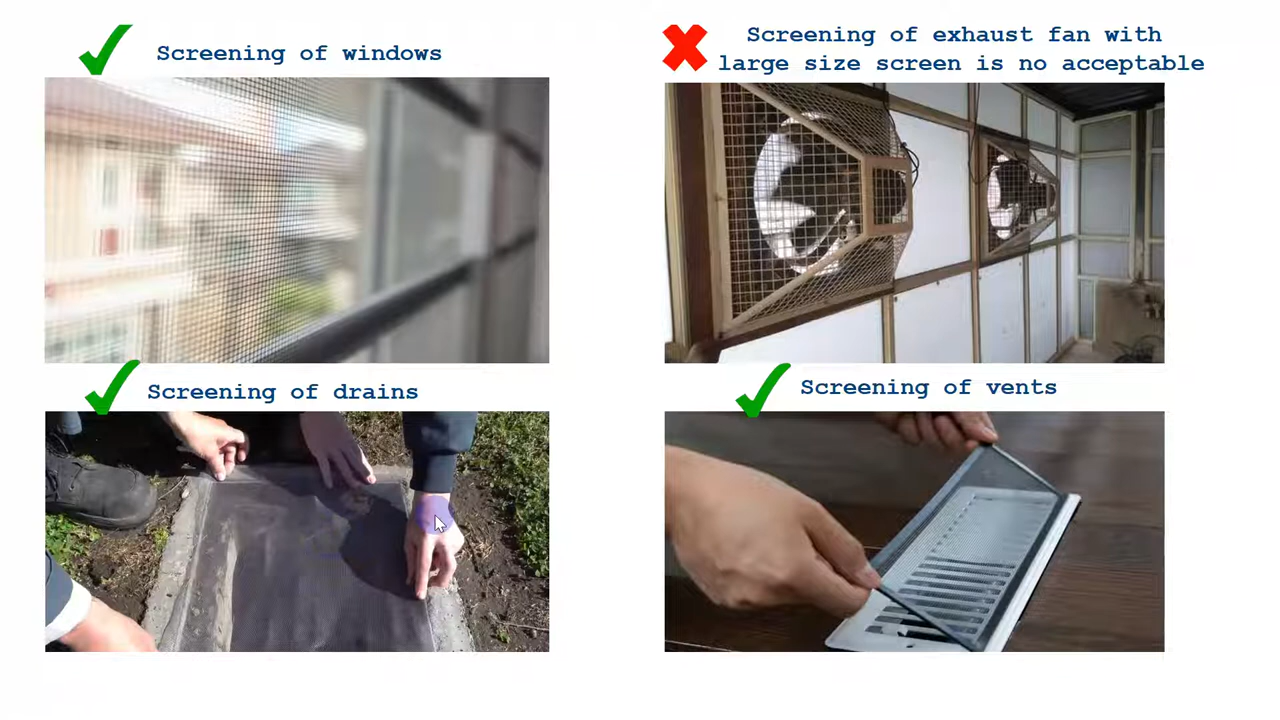 Screening of windows
Screening of exhaust fan with
large size screen is no acceptable
Screening of drains
Screening of vents